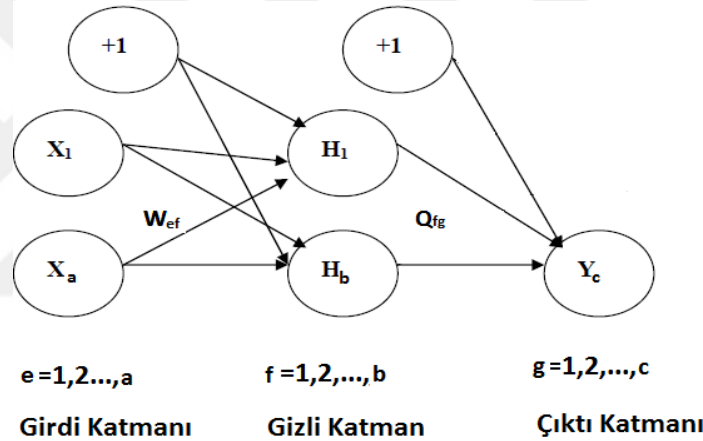 +1 +1
X1 H1
Wef Qfg
Xa Hb Yc
e =1,2...,a f =1,2,...,b g =1,2,...,c
Girdi Katmanı Gizli Katman Çıktı Katmanı